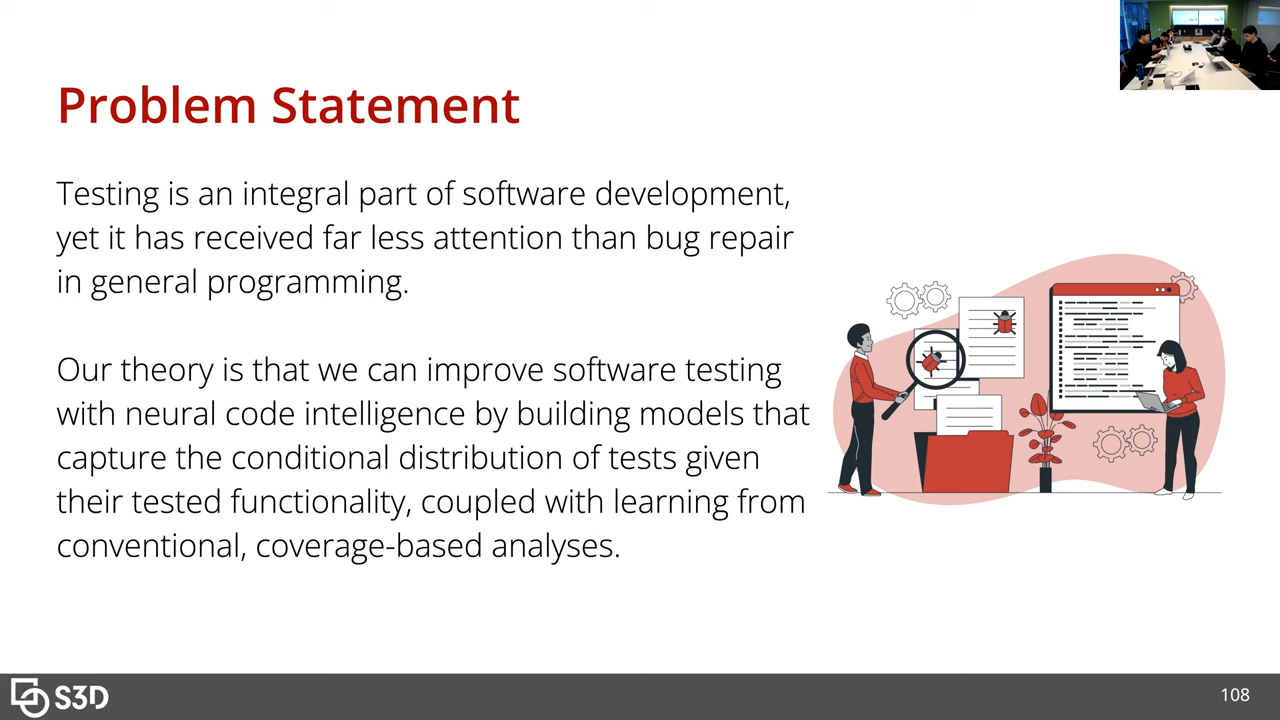 Problem Statement
Testing is an integral part of software development,
yet it has received far less attention than bug repair
in general programming.
Our theory is that we can improve software testing
with neural code intelligence by building models that
capture the conditional distribution of tests given
their tested functionality, coupled with learning from
conventional, coverage-based analyses.
S3D
108